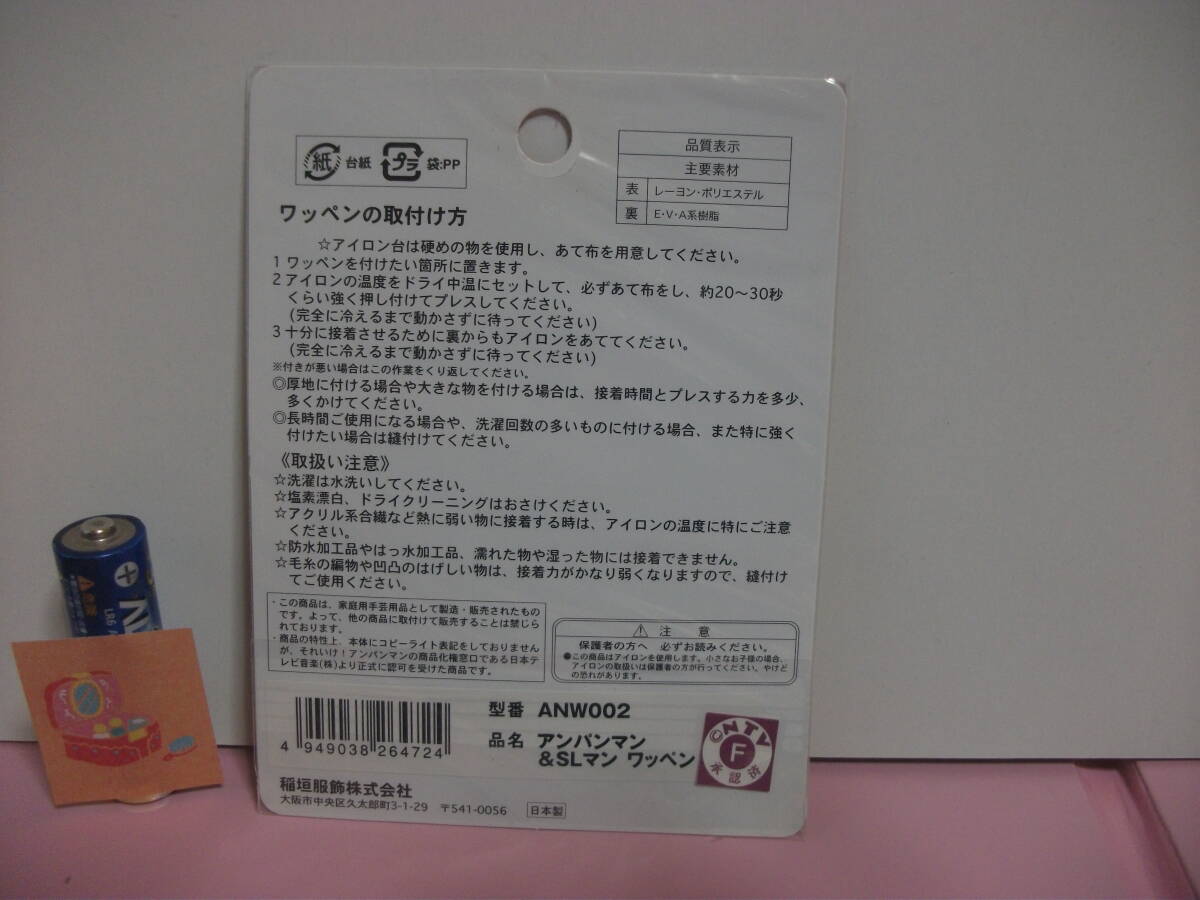 紙 台紙 プラ 袋:PP
品質表示
主要素材
表 レーヨン・ポリエステル
裏 E・V・A系樹脂
ワッペンの取付け方
☆アイロン台は硬めの物を使用し、あて布を用意してください。
1 ワッペンを付けたい箇所に置きます。
2 アイロンの温度をドライ中温にセットして、必ずあて布をし、約20〜30秒
くらい強く押し付けてプレスしてください。
(完全に冷えるまで動かさずに待ってください)
3 十分に接着させるために裏からもアイロンをあててください。
(完全に冷えるまで動かさずに待ってください)
※付きが悪い場合はこの作業をくり返してください。
◎厚地に付ける場合や大きな物を付ける場合は、接着時間とプレスする力を多少、
多くかけてください。
◎長時間ご使用になる場合や、洗濯回数の多いものに付ける場合、また特に強く
付けたい場合は縫付けてください。
《取扱い注意》
☆洗濯は水洗いしてください。
☆塩素漂白、ドライクリーニングはおさけください。
☆アクリル系合繊など熱に弱い物に接着する時は、アイロンの温度に特にご注意
ください。
☆防水加工品やはっ水加工品、濡れた物や湿った物には接着できません。
☆毛糸の編物や凹凸のはげしい物は、接着力がかなり弱くなりますので、縫付け
てご使用ください。
・この商品は、家庭用手芸用品として製造・販売されたもの
です。よって、他の商品に取付けて販売することは禁じら
れております。
・商品の特性上、本体にコピーライト表記をしておりません
が、それいけ！アンパンマンの商品化権窓口である日本テ
レビ音楽(株)より正式に認可を受けた商品です。
⚠ 注 意
保護者の方へ 必ずお読みください。
●この商品はアイロンを使用します。小さなお子様の場合、
アイロンの取扱いは保護者の方が行ってください。やけど
の恐れがあります。
型番 ANW002
品名 アンパンマン
&SLマン ワッペン
©NTV
F
承認済
4 949038 264724
稲垣服飾株式会社
大阪市中央区久太郎町3-1-29 〒541-0056 日本製
LR6